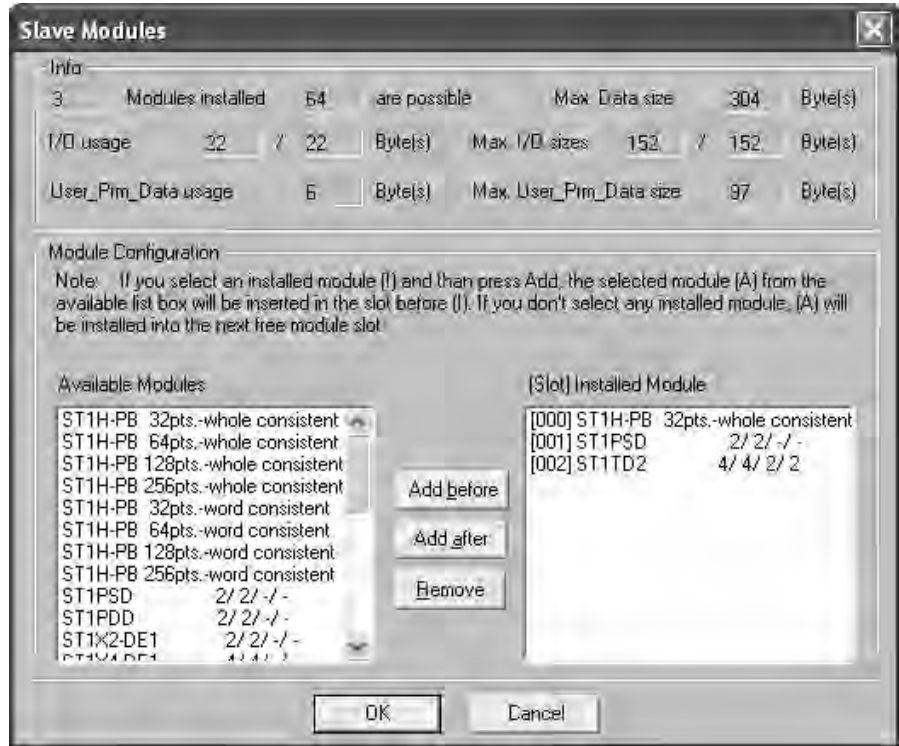 Slave Modules
Info
3 Modules installed 64 are possible Max. Data size 304 Byte(s)
I/O usage 22 / 22 Byte(s) Max. I/O sizes 152 / 152 Byte(s)
User_Prm_Data usage 6 Byte(s) Max. User_Prm_Data size 97 Byte(s)
Module Configuration
Note: If you select an installed module (I) and than press Add, the selected module (A) from the
available list box will be inserted in the slot before (I). If you don't select any installed module, (A) will
be installed into the next free module slot
Available Modules
ST1H-PB 32pts.-whole consistent
ST1H-PB 64pts.-whole consistent
ST1H-PB 128pts.-whole consistent
ST1H-PB 256pts.-whole consistent
ST1H-PB 32pts.-word consistent
ST1H-PB 64pts.-word consistent
ST1H-PB 128pts.-word consistent
ST1H-PB 256pts.-word consistent
ST1PSD 2/ 2/ -/ -
ST1PDD 2/ 2/ -/ -
ST1X2-DE1 2/ 2/ -/ -
Add before
Add after
Remove
[Slot] Installed Module
[000] ST1H-PB 32pts.-whole consistent
[001] ST1PSD 2/ 2/ -/ -
[002] ST1TD2 4/ 4/ 2/ 2
OK
Cancel